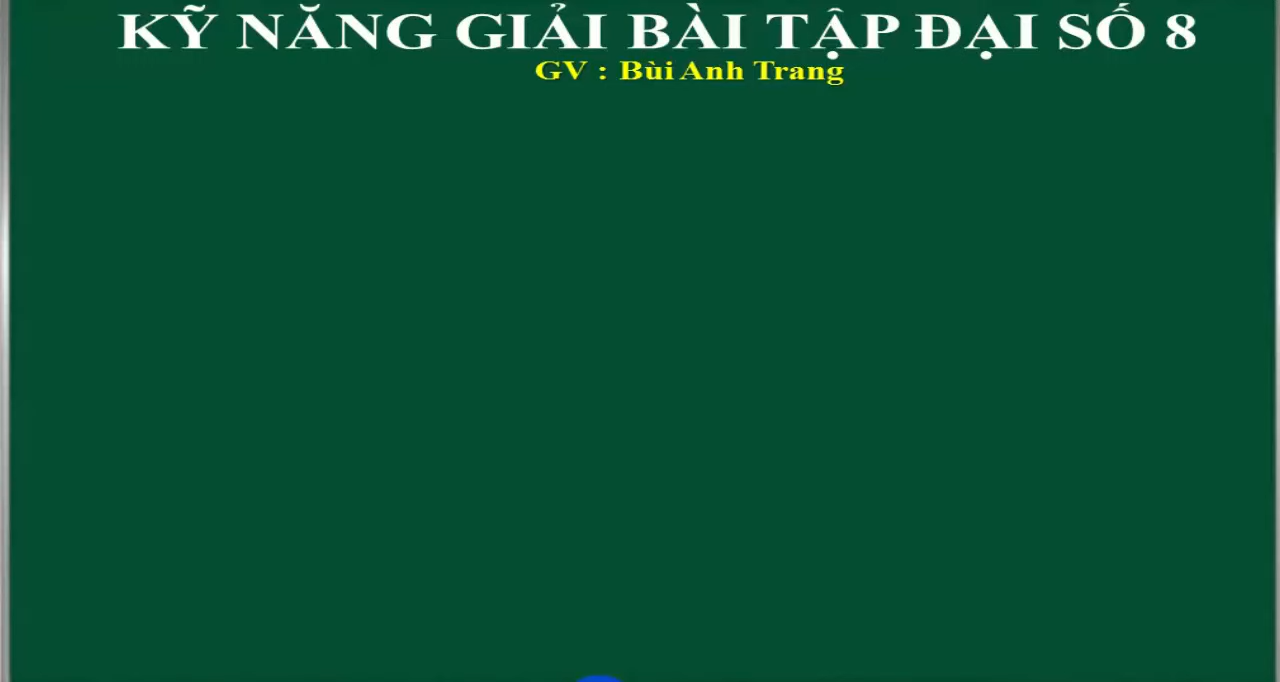 KỸ NĂNG GIẢI BÀI TẬP ĐẠI SỐ 8
GV : Bùi Anh Trang